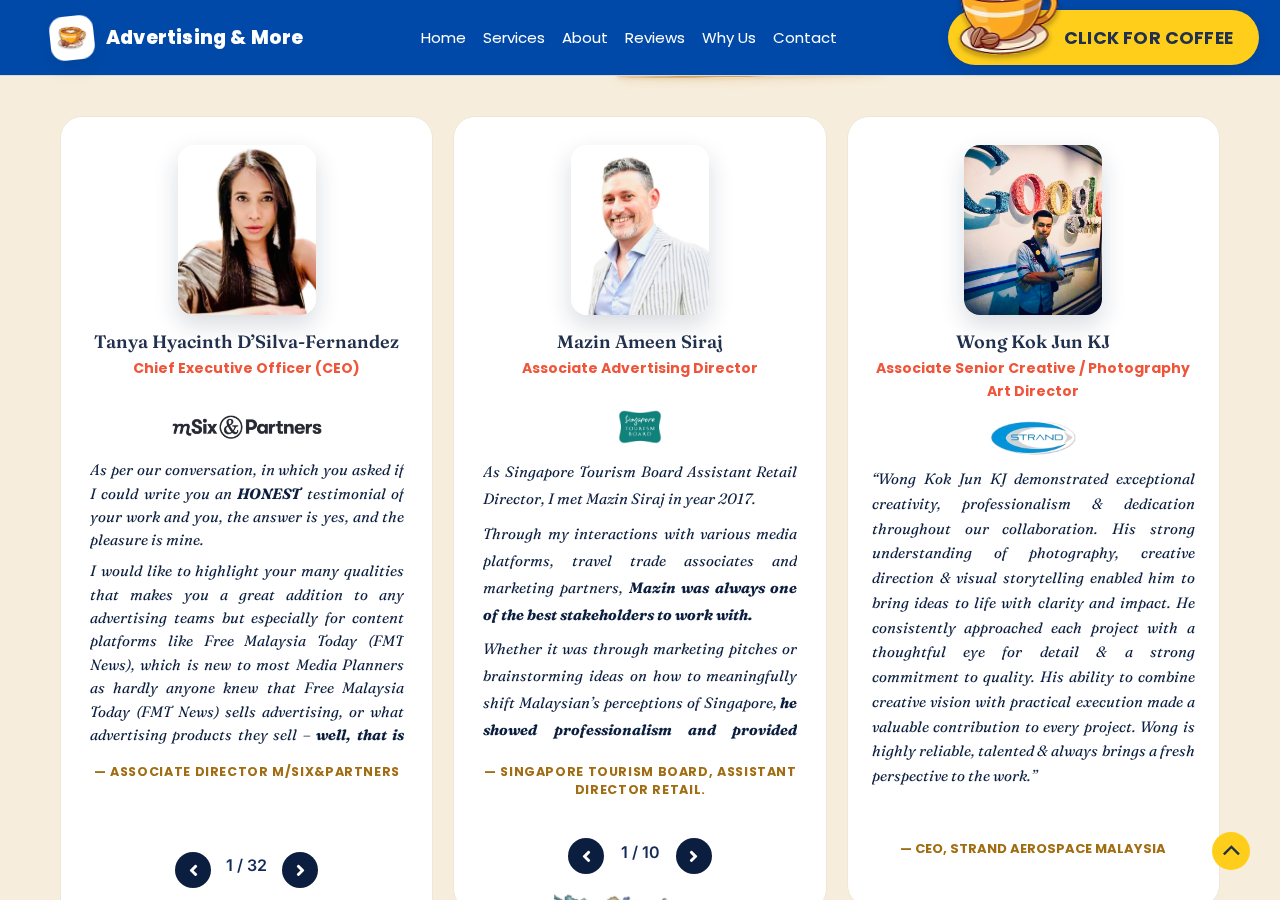 Advertising & More
Home Services About Reviews Why Us Contact
CLICK FOR COFFEE
Google
Tanya Hyacinth D’Silva-Fernandez
Chief Executive Officer (CEO)
mSix & Partners
As per our conversation, in which you asked if
I could write you an HONEST testimonial of
your work and you, the answer is yes, and the
pleasure is mine.
I would like to highlight your many qualities
that makes you a great addition to any
advertising teams but especially for content
platforms like Free Malaysia Today (FMT
News), which is new to most Media Planners
as hardly anyone knew that Free Malaysia
Today (FMT News) sells advertising, or what
advertising products they sell – well, that is
— ASSOCIATE DIRECTOR M/SIX&PARTNERS
1 / 32
Mazin Ameen Siraj
Associate Advertising Director
Singapore
TOURISM
BOARD
As Singapore Tourism Board Assistant Retail
Director, I met Mazin Siraj in year 2017.
Through my interactions with various media
platforms, travel trade associates and
marketing partners, Mazin was always one
of the best stakeholders to work with.
Whether it was through marketing pitches or
brainstorming ideas on how to meaningfully
shift Malaysian’s perceptions of Singapore, he
showed professionalism and provided
— SINGAPORE TOURISM BOARD, ASSISTANT
DIRECTOR RETAIL.
1 / 10
Wong Kok Jun KJ
Associate Senior Creative / Photography
Art Director
STRAND
“Wong Kok Jun KJ demonstrated exceptional
creativity, professionalism & dedication
throughout our collaboration. His strong
understanding of photography, creative
direction & visual storytelling enabled him to
bring ideas to life with clarity and impact. He
consistently approached each project with a
thoughtful eye for detail & a strong
commitment to quality. His ability to combine
creative vision with practical execution made a
valuable contribution to every project. Wong is
highly reliable, talented & always brings a fresh
perspective to the work.”
— CEO, STRAND AEROSPACE MALAYSIA